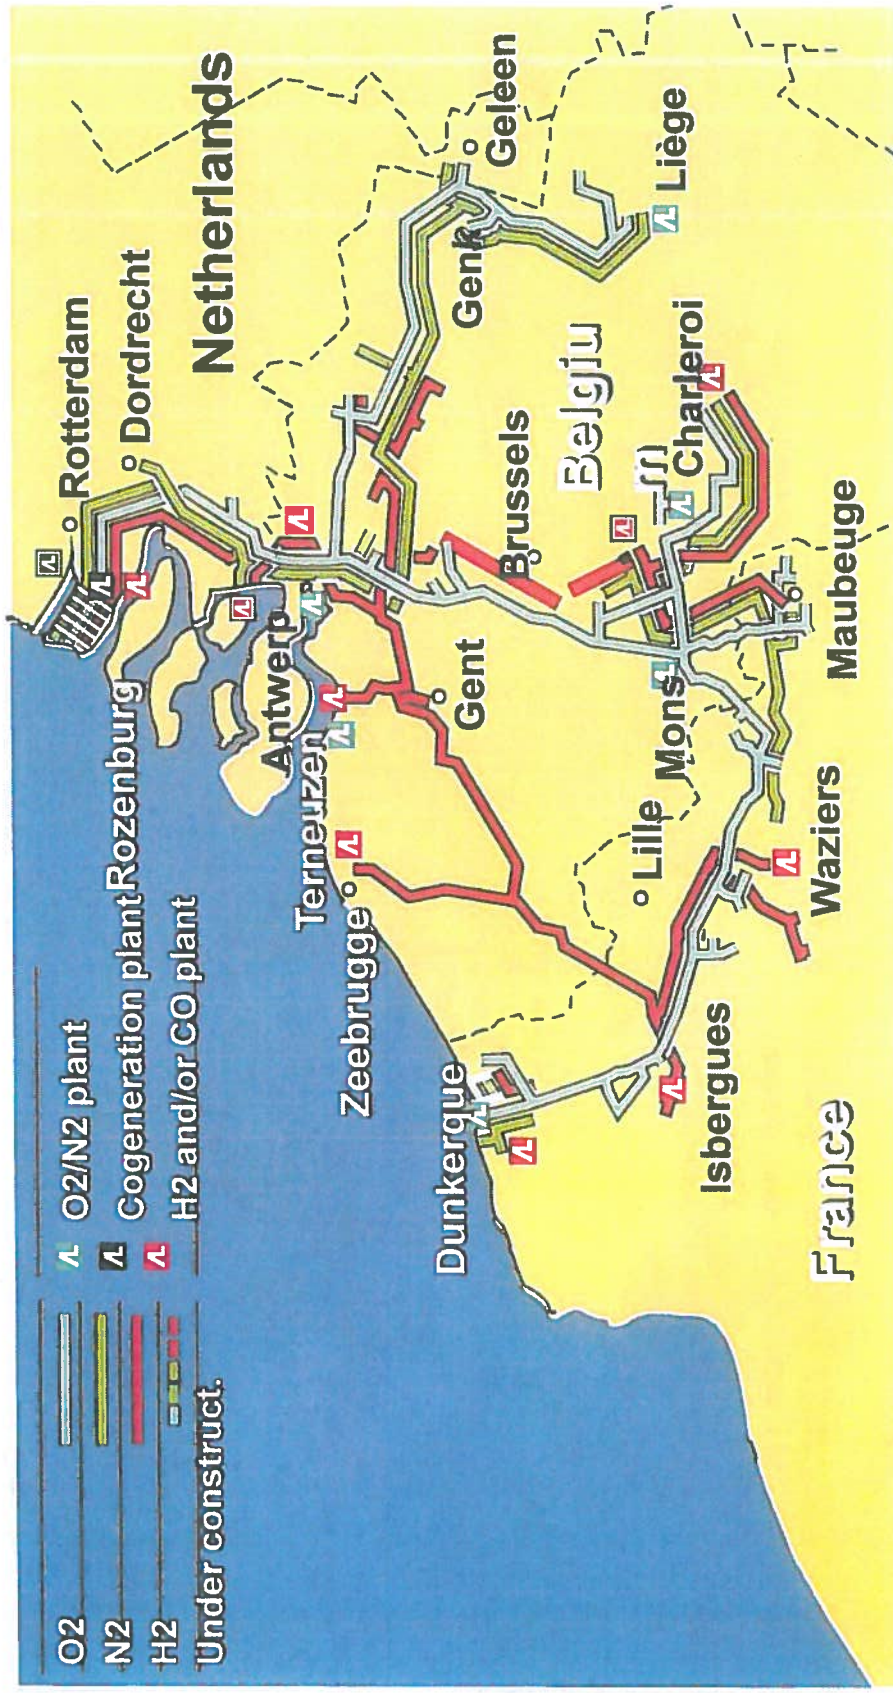 O2
N2
H2
Under construct.
O2/N2 plant
Cogeneration plant
H2 and/or CO plant
Rozenburg
Rotterdam
Dordrecht
Netherlands
Antwerp
Terneuzen
Zeebrugge
Gent
Geleen
Genk
Liège
Brussels
Belgiu
m
Charleroi
Dunkerque
Lille
Mons
Maubeuge
Isbergues
Waziers
France